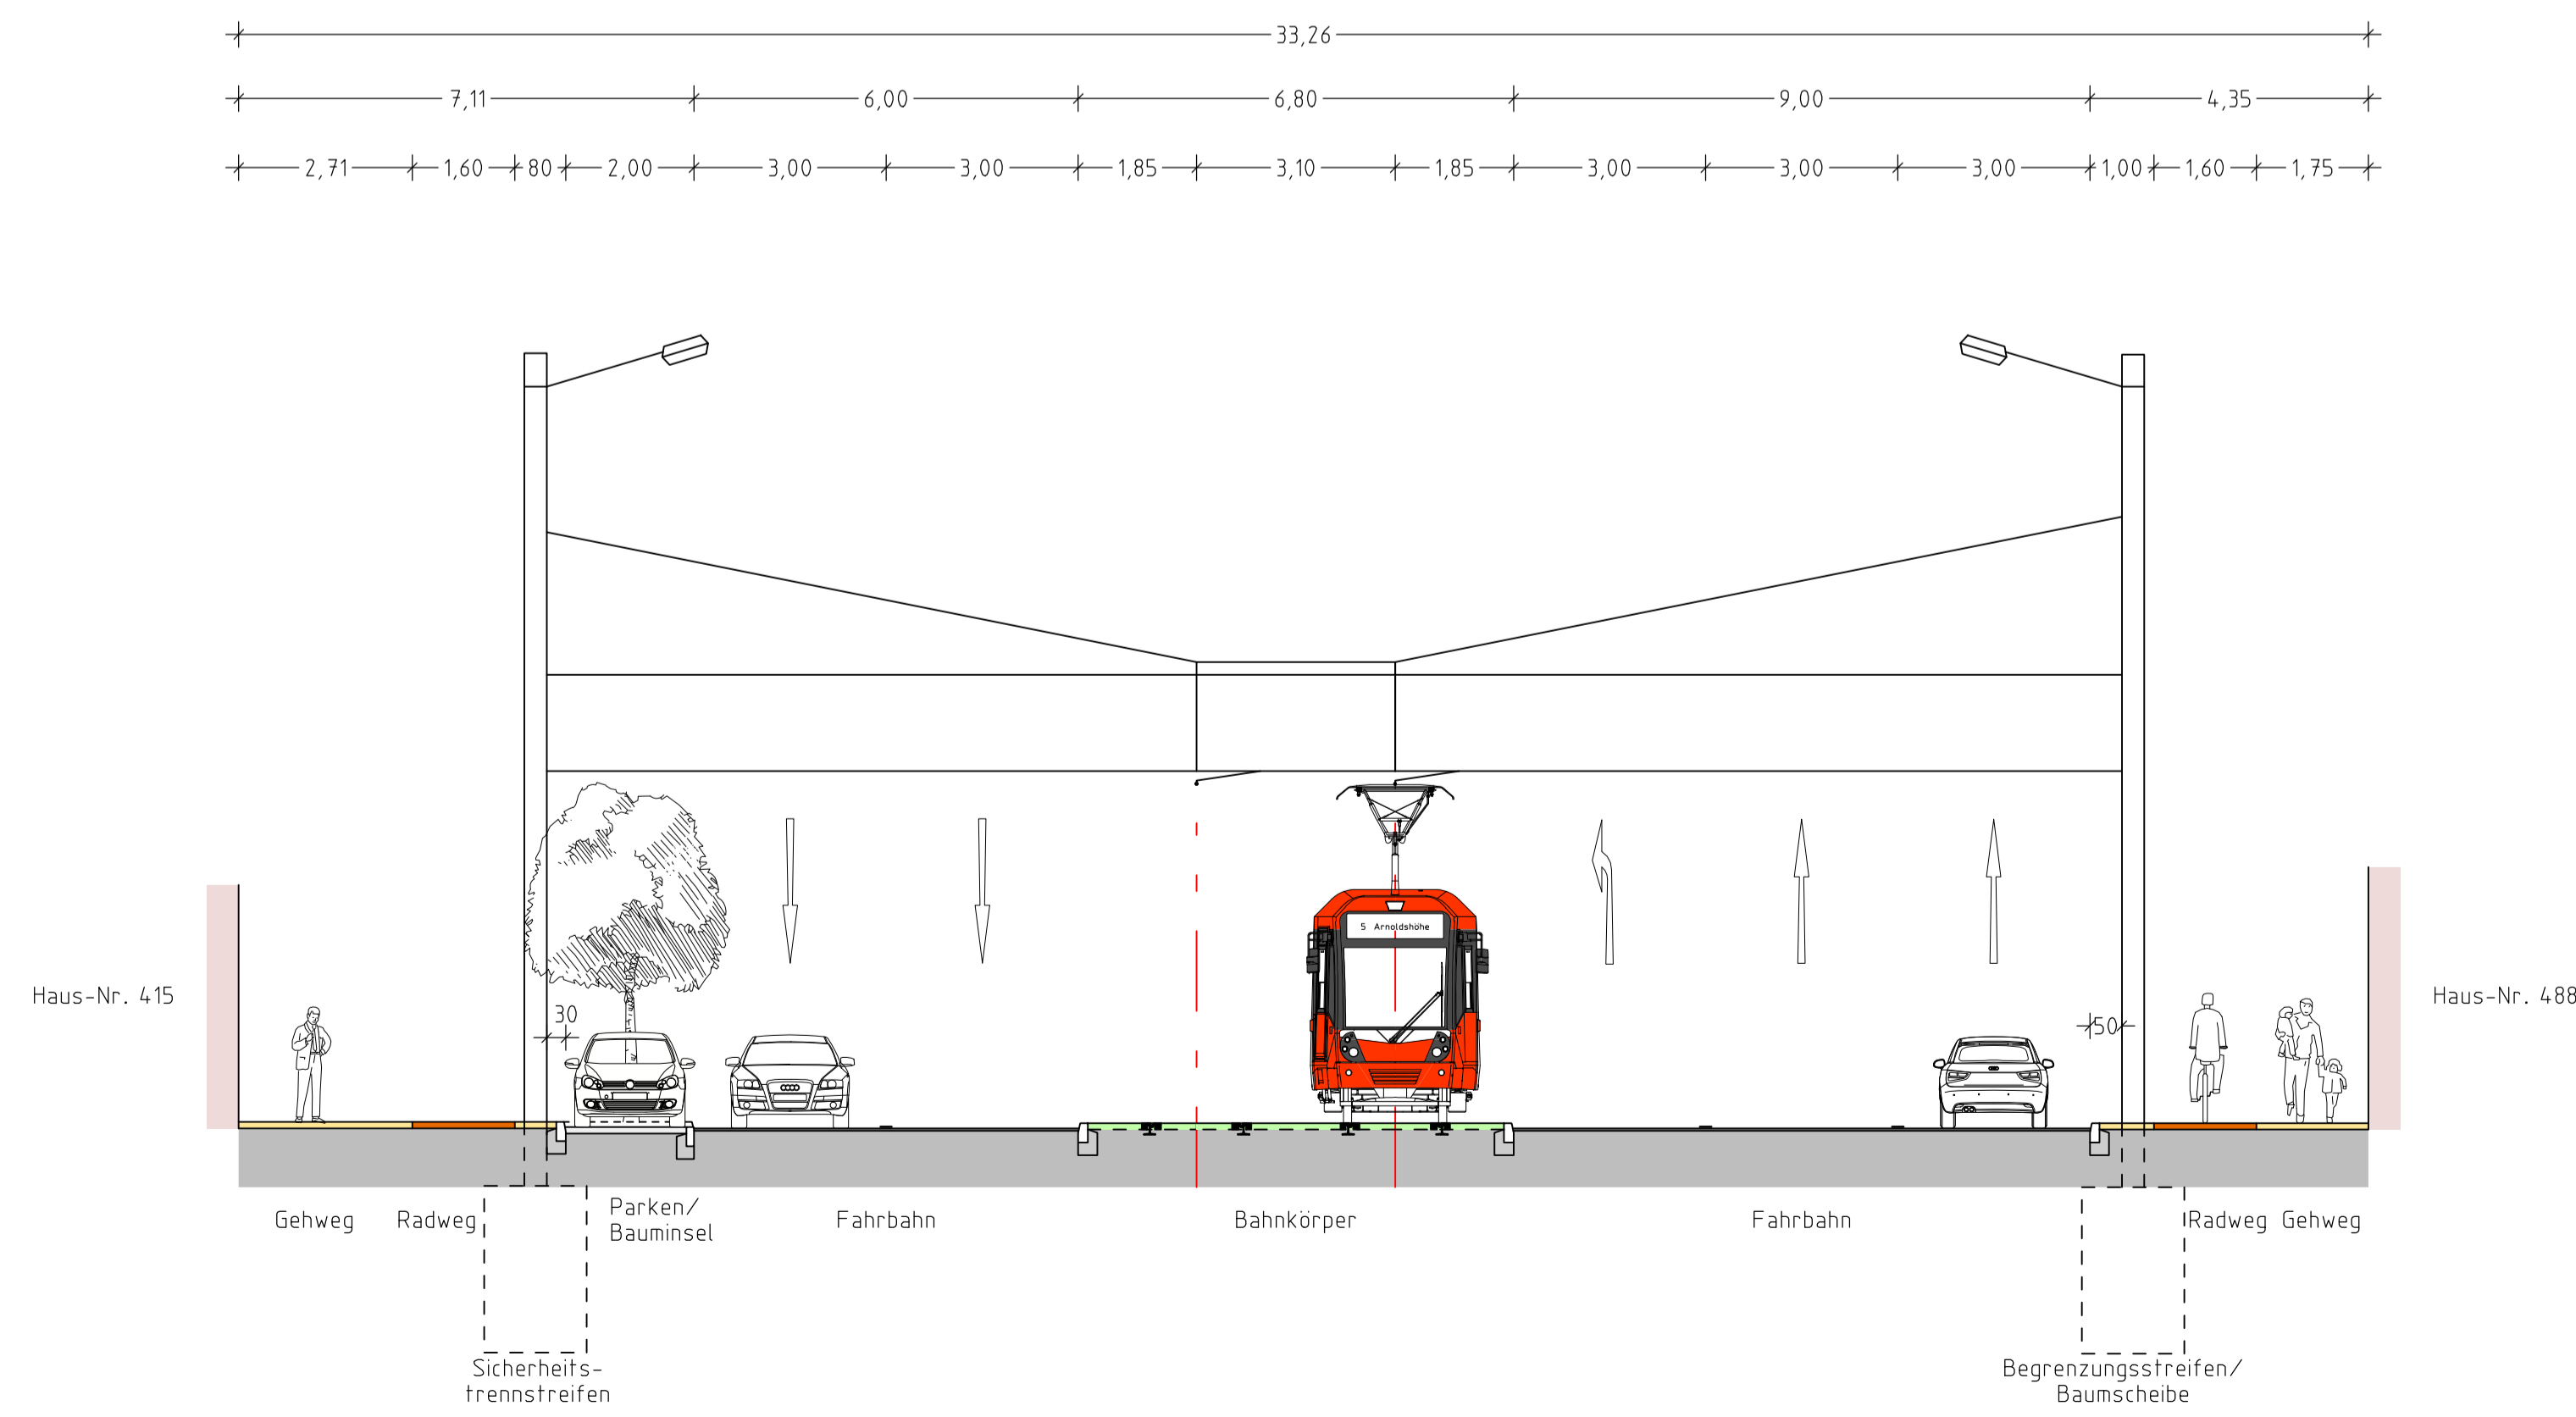 33,26
7,11 6,00 6,80 9,00 4,35
2,71 1,60 80 2,00 3,00 3,00 1,85 3,10 1,85 3,00 3,00 3,00 1,00 1,60 1,75
5 Arnoldshöhe
Haus-Nr. 415
Haus-Nr. 488
30
50
Gehweg
Radweg
Parken/
Bauminsel
Fahrbahn
Bahnkörper
Fahrbahn
Radweg
Gehweg
Sicherheits-
trennstreifen
Begrenzungsstreifen/
Baumscheibe